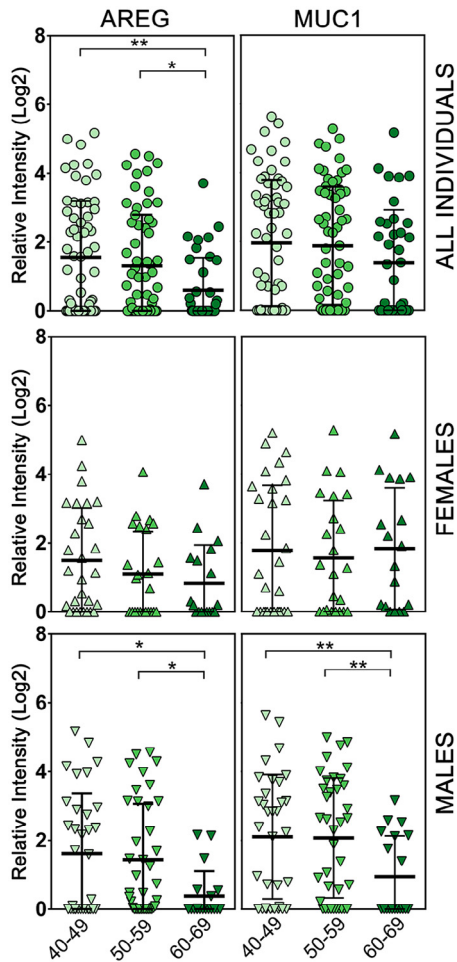 AREG MUC1
8
**
*
6
4
2
0
Relative Intensity (Log2)
ALL INDIVIDUALS
8
6
4
2
0
Relative Intensity (Log2)
FEMALES
8
* **
* **
6
4
2
0
Relative Intensity (Log2)
MALES
40-49 50-59 60-69 40-49 50-59 60-69